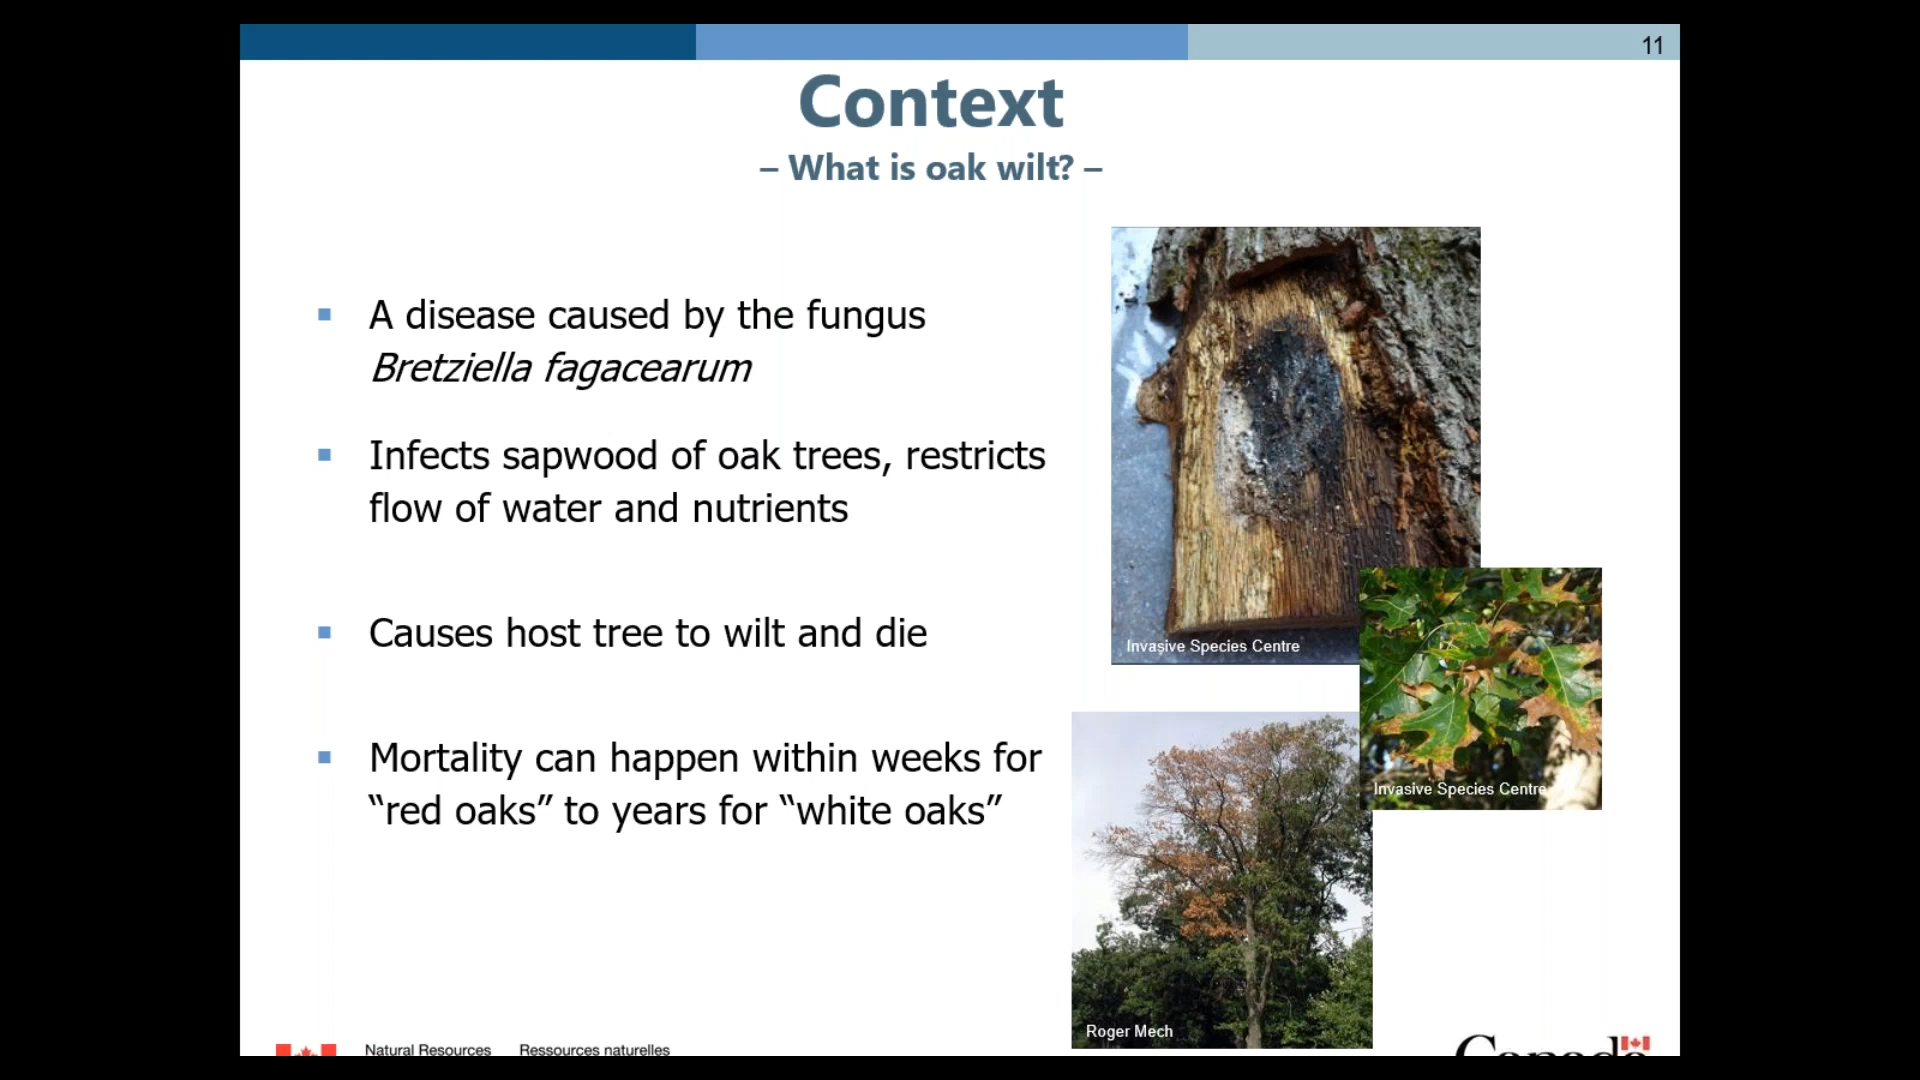 11
Context
– What is oak wilt? –
▪ A disease caused by the fungus
Bretziella fagacearum
▪ Infects sapwood of oak trees, restricts
flow of water and nutrients
▪ Causes host tree to wilt and die
▪ Mortality can happen within weeks for
“red oaks” to years for “white oaks”
Invasive Species Centre
Invasive Species Centre
Roger Mech
Natural Resources Ressources naturelles
Canada